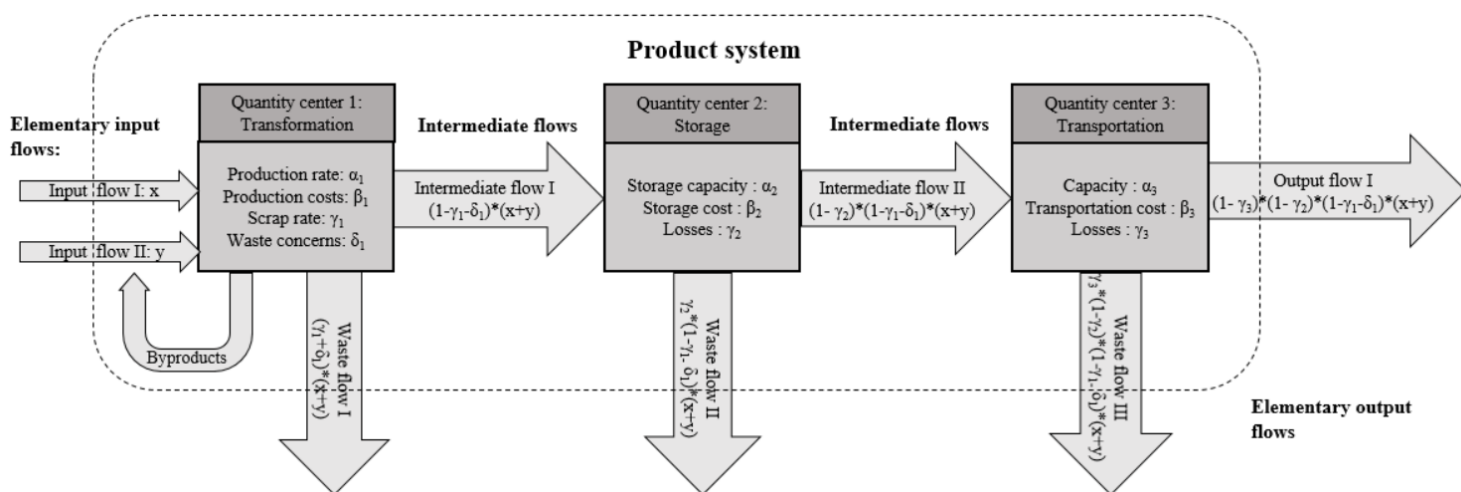 Product system
Elementary input
flows:
Input flow I: x
Input flow II: y
Byproducts
Quantity center 1:
Transformation
Production rate: α₁
Production costs: β₁
Scrap rate: γ₁
Waste concerns: δ₁
Waste flow I
(γ₁+δ₁)*(x+y)
Intermediate flows
Intermediate flow I
(1-γ₁-δ₁)*(x+y)
Quantity center 2:
Storage
Storage capacity : α₂
Storage cost : β₂
Losses : γ₂
Waste flow II
γ₂*(1-γ₁- δ₁)*(x+y)
Intermediate flows
Intermediate flow II
(1- γ₂)*(1-γ₁-δ₁)*(x+y)
Quantity center 3:
Transportation
Capacity : α₃
Transportation cost : β₃
Losses : γ₃
Waste flow III
γ₃*(1-γ₂)*(1-γ₁-δ₁)*(x+y)
Output flow I
(1- γ₃)*(1- γ₂)*(1-γ₁-δ₁)*(x+y)
Elementary output
flows